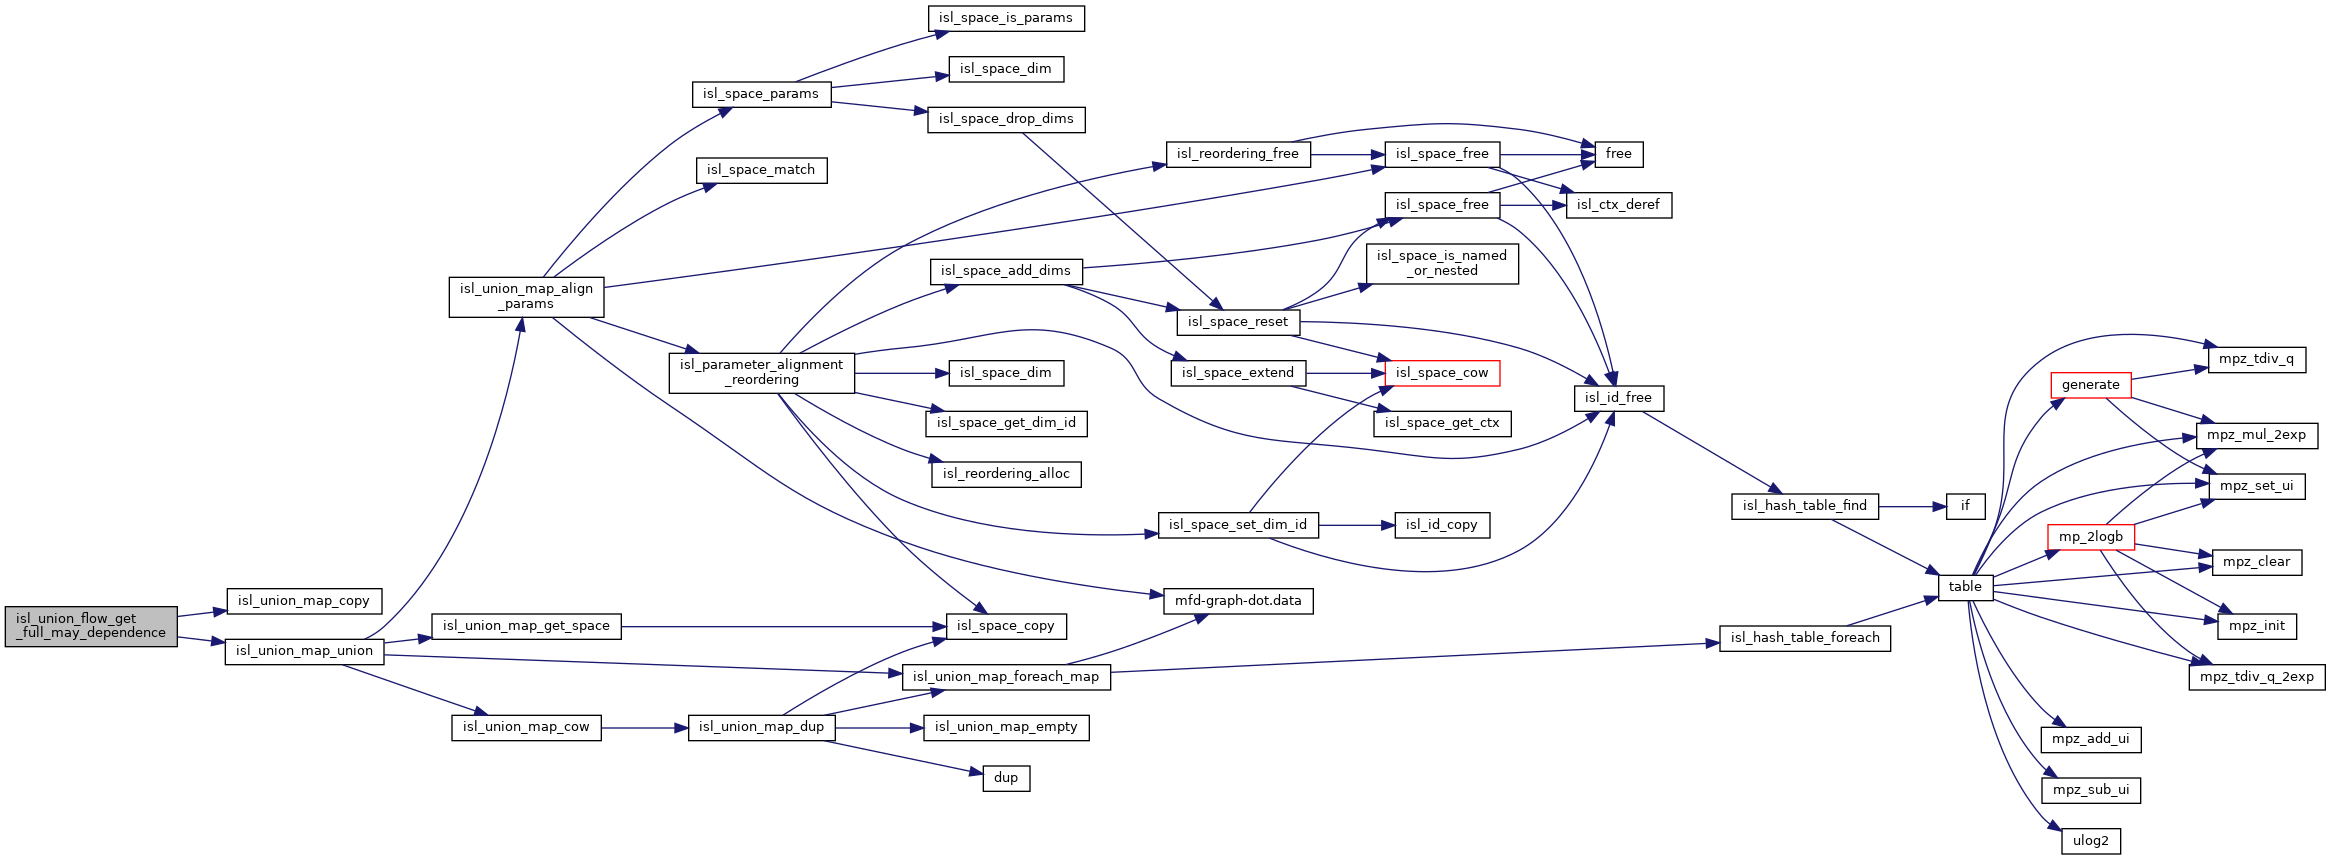 isl_space_is_params
isl_space_dim
isl_space_params
isl_space_drop_dims
isl_reordering_free
isl_space_free
free
isl_space_match
isl_space_free
isl_ctx_deref
isl_space_is_named
_or_nested
isl_space_add_dims
isl_union_map_align
_params
isl_space_reset
isl_parameter_alignment
_reordering
isl_space_dim
isl_space_extend
isl_space_cow
isl_id_free
mpz_tdiv_q
generate
isl_space_get_dim_id
isl_space_get_ctx
mpz_mul_2exp
isl_reordering_alloc
mpz_set_ui
isl_hash_table_find
if
isl_space_set_dim_id
isl_id_copy
mp_2logb
mpz_clear
table
isl_union_map_copy
mfd-graph-dot.data
isl_union_flow_get
_full_may_dependence
isl_union_map_get_space
isl_space_copy
mpz_init
isl_hash_table_foreach
isl_union_map_union
isl_union_map_foreach_map
mpz_tdiv_q_2exp
isl_union_map_cow
isl_union_map_dup
isl_union_map_empty
mpz_add_ui
dup
mpz_sub_ui
ulog2